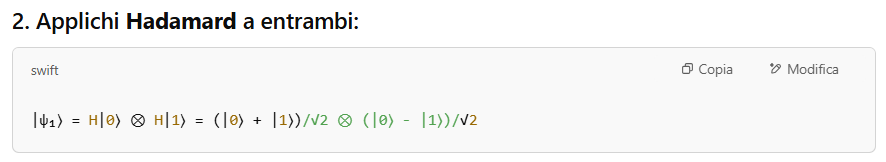 2. Applichi Hadamard a entrambi:
swift
Copia
Modifica
|ψ₁⟩ = H|0⟩ ⊗ H|1⟩ = (|0⟩ + |1⟩)/√2 ⊗ (|0⟩ - |1⟩)/√2